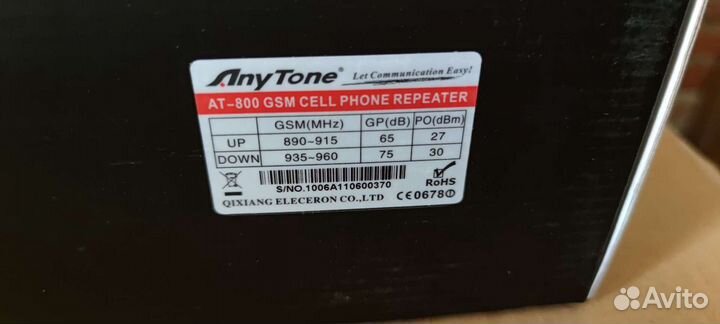 AnyTone® Let Communication Easy!
AT-800 GSM CELL PHONE REPEATER
GSM(MHz) GP(dB) PO(dBm)
UP 890~915 65 27
DOWN 935~960 75 30
RoHS
S/NO.1006A110600370
QIXIANG ELECERON CO.,LTD CE0678!
Avito